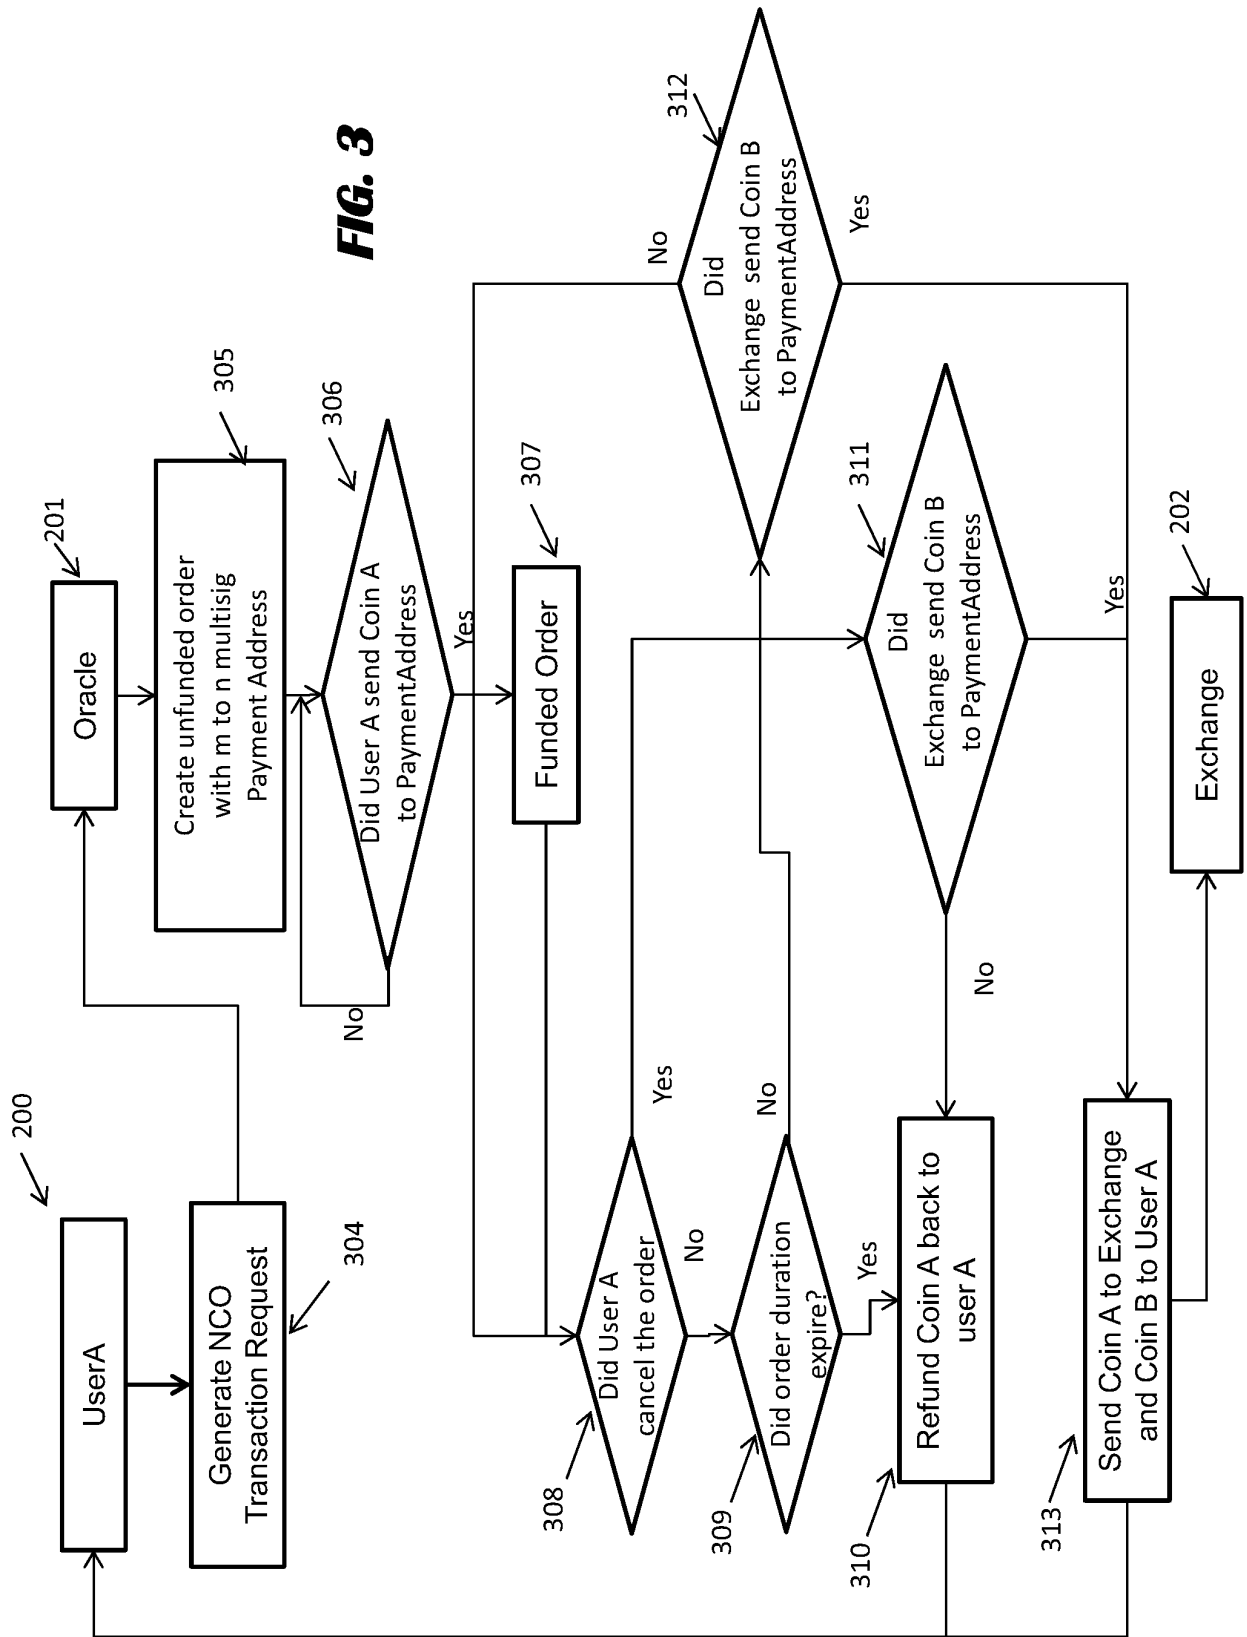 200
UserA
Generate NCO
Transaction Request
304
201
Oracle
305
Create unfunded order
with m to n multisig
Payment Address
306
Did User A send Coin A
to PaymentAddress
No
Yes
307
Funded Order
FIG. 3
308
Did User A
cancel the order
Yes
No
309
Did order duration
expire?
No
Yes
310
Refund Coin A back to
user A
311
Did
Exchange send Coin B
to PaymentAddress
No
Yes
312
Did
Exchange send Coin B
to PaymentAddress
No
Yes
313
Send Coin A to Exchange
and Coin B to User A
202
Exchange